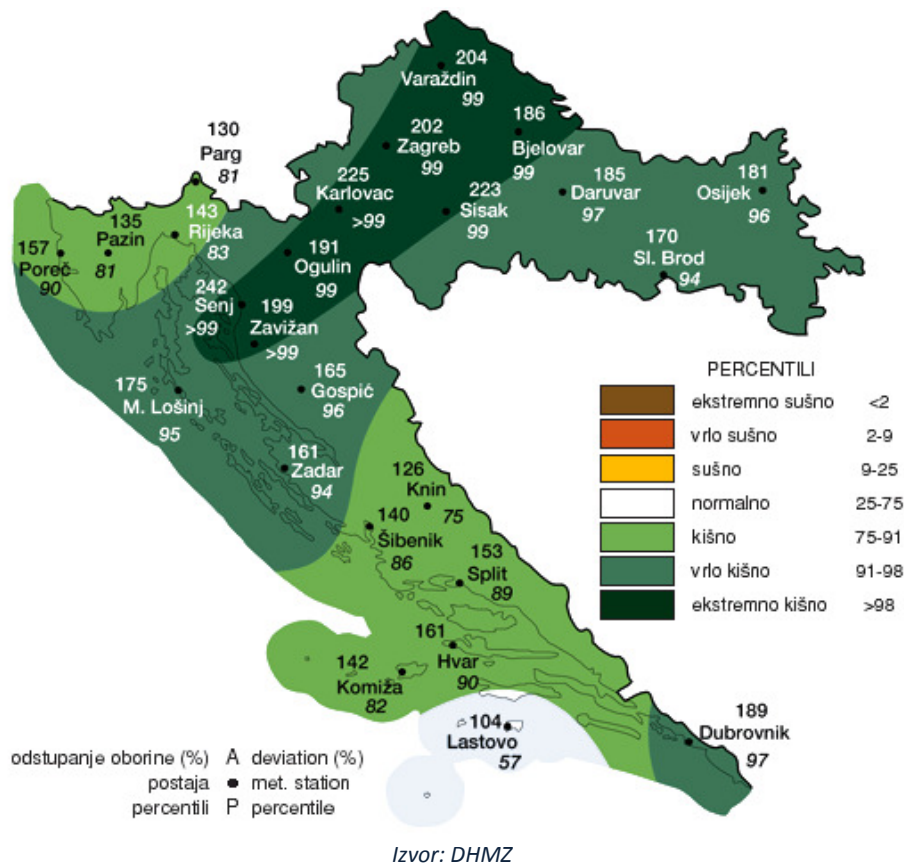 204
Varaždin
99
186
Bjelovar
99
202
Zagreb
99
130
Parg
81
225
Karlovac
>99
223
Sisak
99
185
Daruvar
97
181
Osijek
96
143
Rijeka
83
135
Pazin
81
157
Poreč
90
191
Ogulin
99
170
Sl. Brod
94
242
Senj
>99
199
Zavižan
>99
165
Gospić
96
175
M. Lošinj
95
161
Zadar
94
126
Knin
75
140
Šibenik
86
153
Split
89
161
Hvar
90
142
Komiža
82
104
Lastovo
57
189
Dubrovnik
97
PERCENTILI
ekstremno sušno <2
vrlo sušno 2-9
sušno 9-25
normalno 25-75
kišno 75-91
vrlo kišno 91-98
ekstremno kišno >98
odstupanje oborine (%) A deviation (%)
postaja ● met. station
percentili P percentile
Izvor: DHMZ